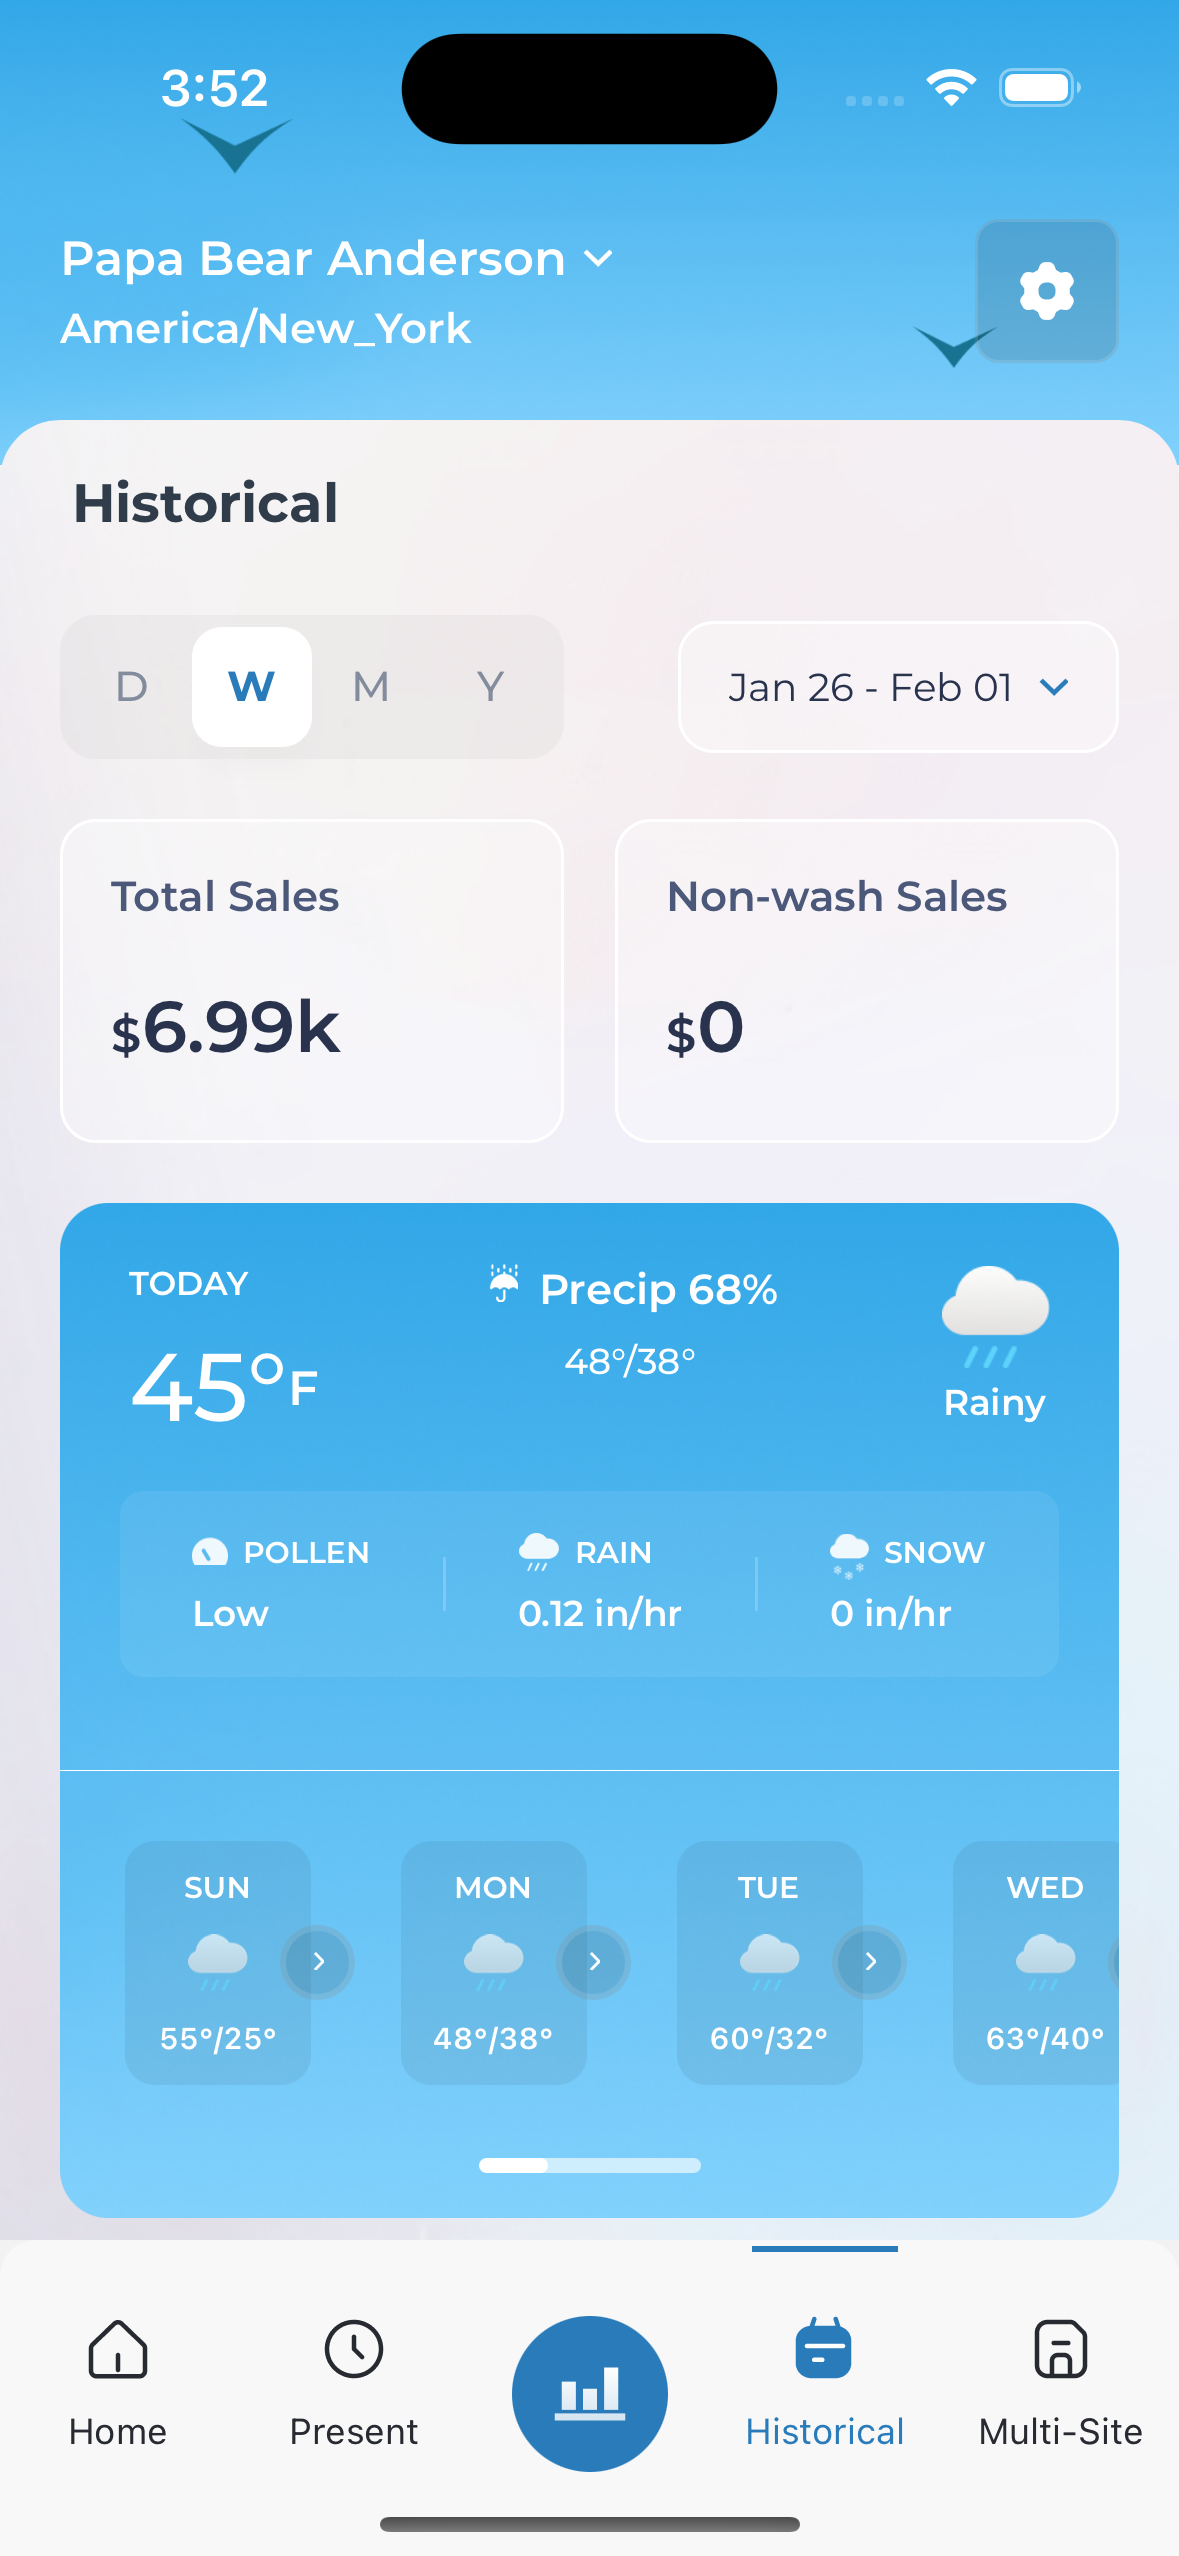 3:52
Papa Bear Anderson
America/New_York
Historical
D W M Y
Jan 26 - Feb 01
Total Sales
$6.99k
Non-wash Sales
$0
TODAY
45°F
Precip 68%
48°/38°
Rainy
POLLEN
Low
RAIN
0.12 in/hr
SNOW
0 in/hr
SUN
55°/25°
MON
48°/38°
TUE
60°/32°
WED
63°/40°
Home
Present
Historical
Multi-Site